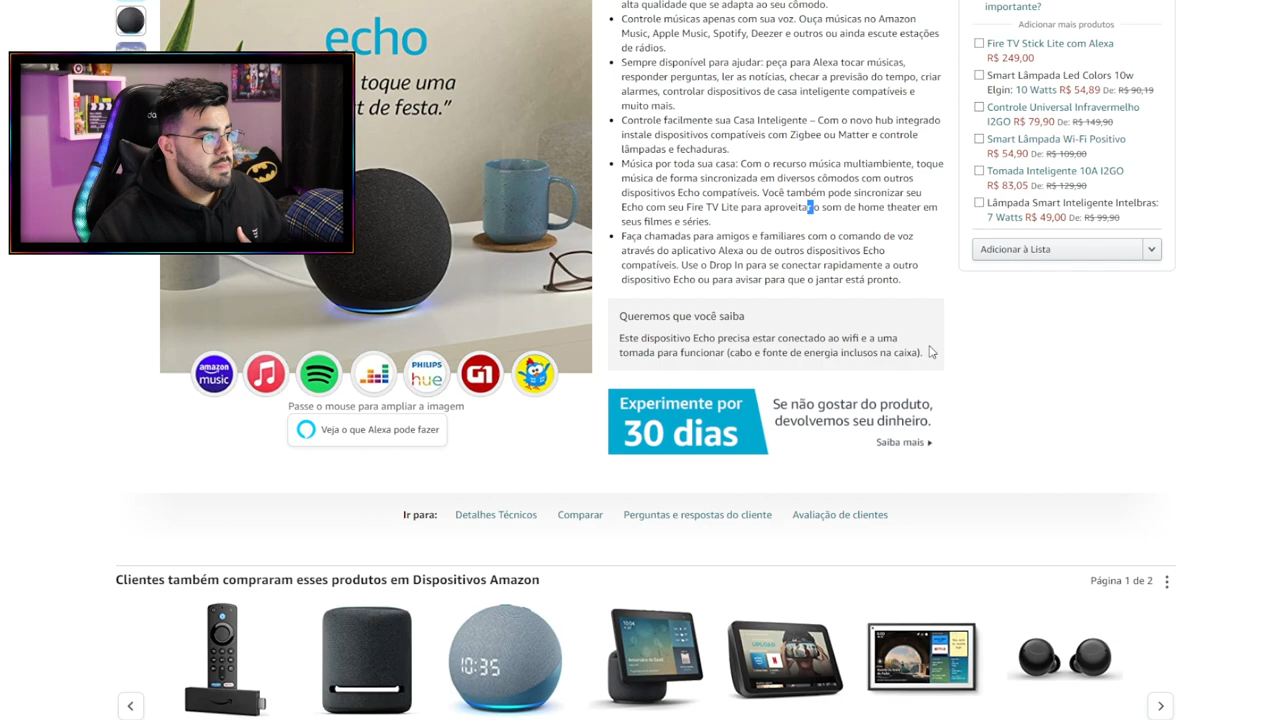 echo
toque uma
t de festa.”
amazon
music
PHILIPS
hue
G1
Passe o mouse para ampliar a imagem
Veja o que Alexa pode fazer
alta qualidade que se adapta ao seu cômodo.
• Controle músicas apenas com sua voz. Ouça músicas no Amazon
Music, Apple Music, Spotify, Deezer e outros ou ainda escute estações
de rádios.
• Sempre disponível para ajudar: peça para Alexa tocar músicas,
responder perguntas, ler as notícias, checar a previsão do tempo, criar
alarmes, controlar dispositivos de casa inteligente compatíveis e
muito mais.
• Controle facilmente sua Casa Inteligente – Com o novo hub integrado
instale dispositivos compatíveis com Zigbee ou Matter e controle
lâmpadas e fechaduras.
• Música por toda sua casa: Com o recurso música multiambiente, toque
música de forma sincronizada em diversos cômodos com outros
dispositivos Echo compatíveis. Você também pode sincronizar seu
Echo com seu Fire TV Lite para aproveitar o som de home theater em
seus filmes e séries.
• Faça chamadas para amigos e familiares com o comando de voz
através do aplicativo Alexa ou de outros dispositivos Echo
compatíveis. Use o Drop In para se conectar rapidamente a outro
dispositivo Echo ou para avisar para que o jantar está pronto.
Queremos que você saiba
Este dispositivo Echo precisa estar conectado ao wifi e a uma
tomada para funcionar (cabo e fonte de energia inclusos na caixa).
Experimente por
30 dias
Se não gostar do produto,
devolvemos seu dinheiro.
Saiba mais
importante?
Adicionar mais produtos
Fire TV Stick Lite com Alexa
R$ 249,00
Smart Lâmpada Led Colors 10w
Elgin: 10 Watts R$ 54,89 De: R$ 90,19
Controle Universal Infravermelho
I2GO R$ 79,90 De: R$ 149,90
Smart Lâmpada Wi-Fi Positivo
R$ 54,90 De: R$ 109,00
Tomada Inteligente 10A I2GO
R$ 83,05 De: R$ 129,90
Lâmpada Smart Inteligente Intelbras:
7 Watts R$ 49,00 De: R$ 99,90
Adicionar à Lista
Ir para: Detalhes Técnicos Comparar Perguntas e respostas do cliente Avaliação de clientes
Clientes também compraram esses produtos em Dispositivos Amazon
Página 1 de 2
10:35